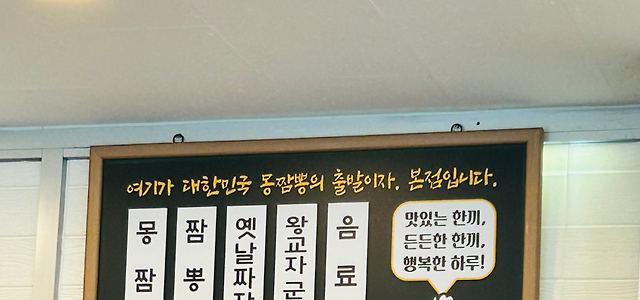 여기가 대한민국 몽짬뽕의 출발이자. 본점입니다.
몽짬
짬뽕
옛날짜장
왕교자군
음료
맛있는 한끼,
든든한 한끼,
행복한 하루!